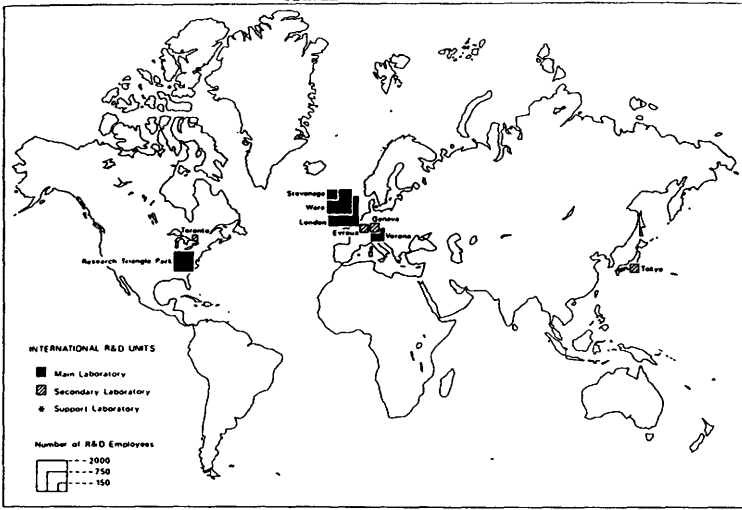 Stevenage
Ware
London
Geneva
Evreux
Verona
Toronto
Research Triangle Park
Tokyo
INTERNATIONAL R&D UNITS
Main Laboratory
Secondary Laboratory
* Support Laboratory
Number of R&D Employees
2000
750
150